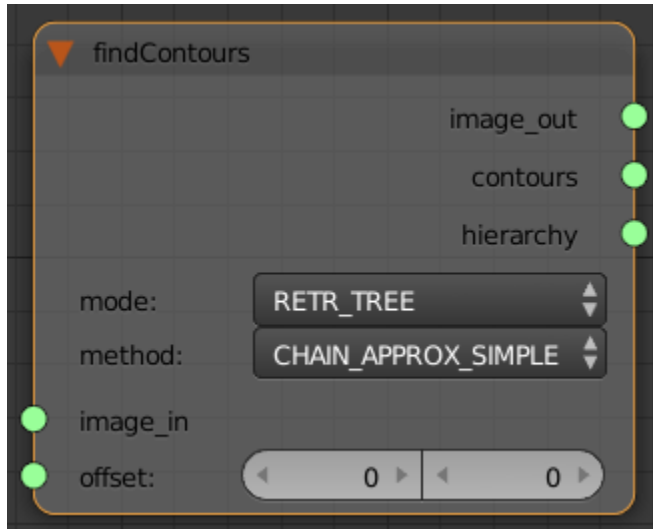 findContours
image_out
contours
hierarchy
mode: RETR_TREE
method: CHAIN_APPROX_SIMPLE
image_in
offset: 0 0